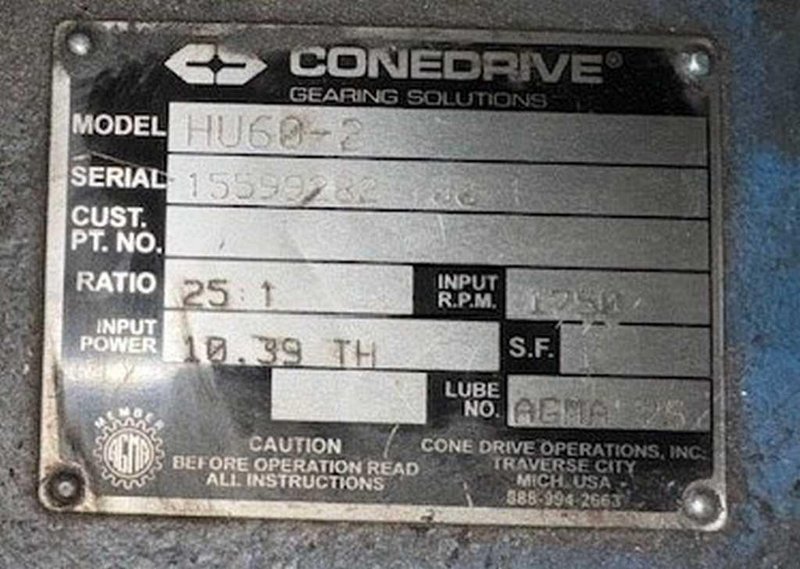 CONEDRIVE®
GEARING SOLUTIONS
MODEL HU60-2
SERIAL
CUST.
PT. NO.
RATIO 25:1
INPUT
R.P.M. 1750
INPUT
POWER 10.39 TH
S.F.
LUBE
NO. AGMA
MEMBER
AGMA
CAUTION
BEFORE OPERATION READ
ALL INSTRUCTIONS
CONE DRIVE OPERATIONS, INC.
TRAVERSE CITY
MICH. USA
888-994-2663